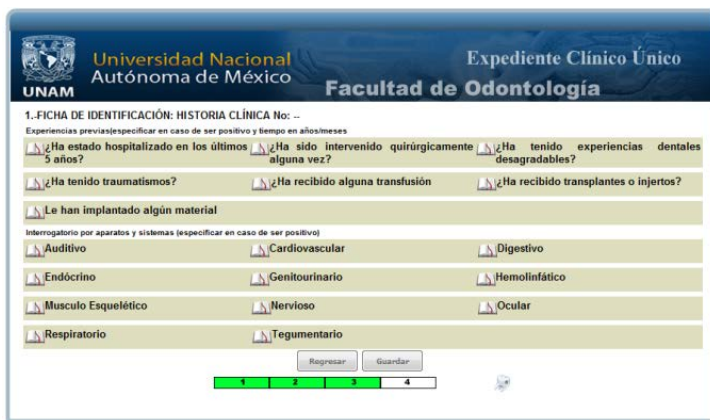 Universidad Nacional
Autónoma de México
UNAM
Expediente Clínico Único
Facultad de Odontología
1.-FICHA DE IDENTIFICACIÓN: HISTORIA CLÍNICA No: --
Experiencias previas(especificar en caso de ser positivo y tiempo en años/meses
¿Ha estado hospitalizado en los últimos 5 años?
¿Ha sido intervenido quirúrgicamente alguna vez?
¿Ha tenido experiencias dentales desagradables?
¿Ha tenido traumatismos?
¿Ha recibido alguna transfusión
¿Ha recibido transplantes o injertos?
Le han implantado algún material
Interrogatorio por aparatos y sistemas (especificar en caso de ser positivo)
Auditivo
Cardiovascular
Digestivo
Endócrino
Genitourinario
Hemolinfático
Musculo Esquelético
Nervioso
Ocular
Respiratorio
Tegumentario
Regresar
Guardar
1 2 3 4